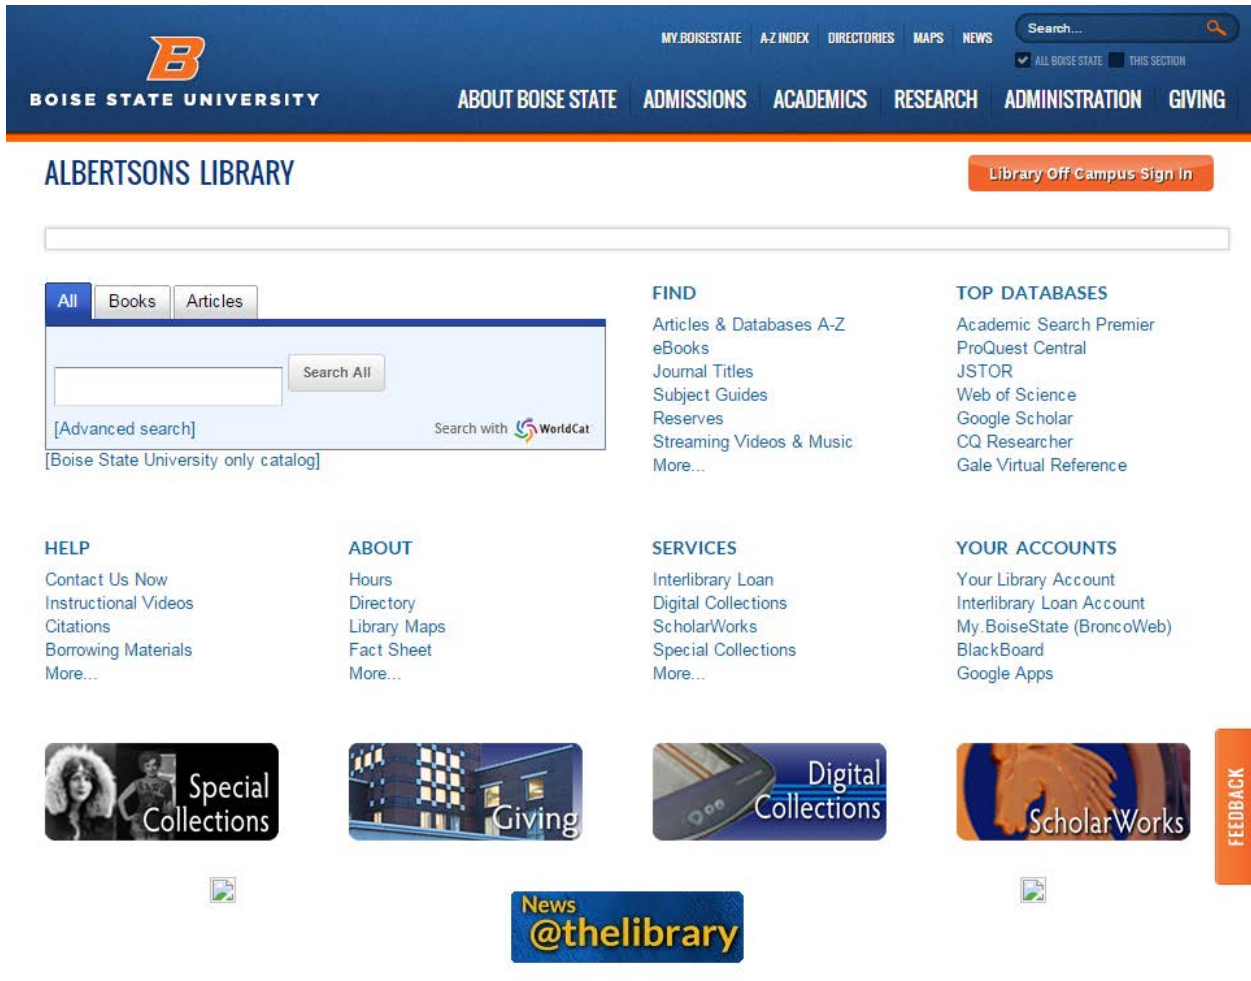 MY.BOISESTATE A-Z INDEX DIRECTORIES MAPS NEWS
Search...
ALL BOISE STATE THIS SECTION
B
BOISE STATE UNIVERSITY
ABOUT BOISE STATE ADMISSIONS ACADEMICS RESEARCH ADMINISTRATION GIVING
ALBERTSONS LIBRARY
Library Off Campus Sign In
All Books Articles
Search All
[Advanced search]
Search with WorldCat
[Boise State University only catalog]
FIND
Articles & Databases A-Z
eBooks
Journal Titles
Subject Guides
Reserves
Streaming Videos & Music
More...
TOP DATABASES
Academic Search Premier
ProQuest Central
JSTOR
Web of Science
Google Scholar
CQ Researcher
Gale Virtual Reference
HELP
Contact Us Now
Instructional Videos
Citations
Borrowing Materials
More...
ABOUT
Hours
Directory
Library Maps
Fact Sheet
More...
SERVICES
Interlibrary Loan
Digital Collections
ScholarWorks
Special Collections
More...
YOUR ACCOUNTS
Your Library Account
Interlibrary Loan Account
My.BoiseState (BroncoWeb)
BlackBoard
Google Apps
Special
Collections
Giving
Digital
Collections
ScholarWorks
FEEDBACK
News
@thelibrary